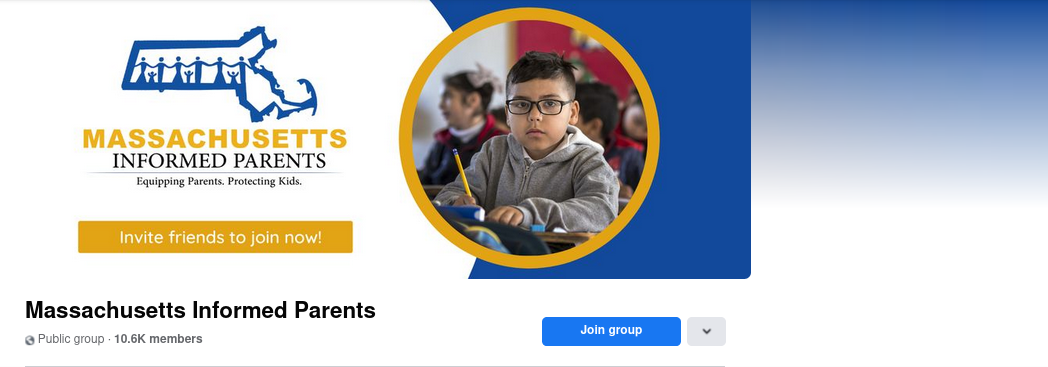 MASSACHUSETTS
INFORMED PARENTS
Equipping Parents. Protecting Kids.
Invite friends to join now!
Massachusetts Informed Parents
Public group · 10.6K members
Join group